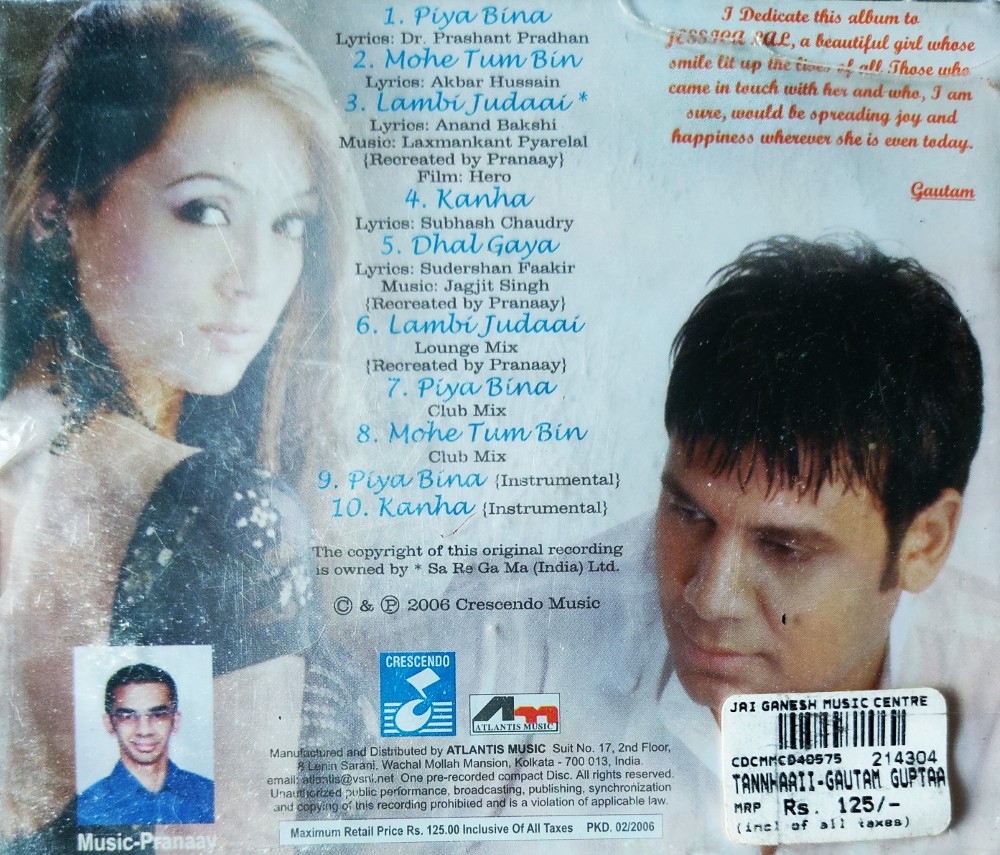 1. Piya Bina
Lyrics: Dr. Prashant Pradhan
2. Mohe Tum Bin
Lyrics: Akbar Hussain
3. Lambi Judaai *
Lyrics: Anand Bakshi
Music: Laxmankant Pyarelal
{Recreated by Pranaay}
Film: Hero
4. Kanha
Lyrics: Subhash Chaudry
5. Dhal Gaya
Lyrics: Sudershan Faakir
Music: Jagjit Singh
{Recreated by Pranaay}
6. Lambi Judaai
Lounge Mix
{Recreated by Pranaay}
7. Piya Bina
Club Mix
8. Mohe Tum Bin
Club Mix
9. Piya Bina {Instrumental}
10. Kanha {Instrumental}
The copyright of this original recording
is owned by * Sa Re Ga Ma (India) Ltd.
© & ℗ 2006 Crescendo Music
I Dedicate this album to
JESSICA LAL, a beautiful girl whose
smile lit up the lives of all Those who
came in touch with her and who, I am
sure, would be spreading joy and
happiness wherever she is even today.
Gautam
Music-Pranaay
CRESCENDO
Am
ATLANTIS MUSIC
Manufactured and Distributed by ATLANTIS MUSIC Suit No. 17, 2nd Floor,
8 Lenin Sarani, Wachal Mollah Mansion, Kolkata - 700 013, India.
email: atlantis@vsnl.net One pre-recorded compact Disc. All rights reserved.
Unauthorized public performance, broadcasting, publishing, synchronization
and copying of this recording prohibited and is a violation of applicable law.
Maximum Retail Price Rs. 125.00 Inclusive Of All Taxes PKD. 02/2006
JAI GANESH MUSIC CENTRE
CDCMMCD40575 214304
TANNHAAII-GAUTAM GUPTAA
MRP Rs. 125/-
(incl of all taxes)